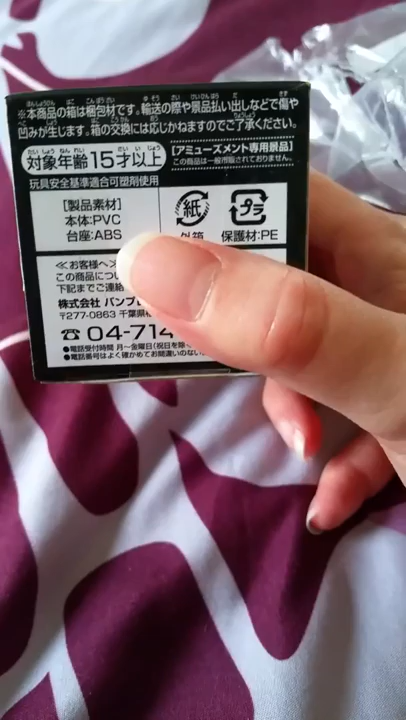 ※本商品の箱は梱包材です。輸送の際や景品払い出しなどで傷や
凹みが生じます。箱の交換には応じかねますのでご了承ください。
対象年齢15才以上
[アミューズメント専用景品]
この商品は一般市販されておりません。
玩具安全基準適合可塑剤使用
[製品素材]
本体:PVC
台座:ABS
紙
外箱
プラ
保護材:PE
≪お客様へ≫
この商品につい
下記までご連絡
株式会社 バンプレ
〒277-0863 千葉県柏
☎ 04-714
●電話受付時間 月〜金曜日(祝日を除く
●電話番号はよく確かめてお間違いのない